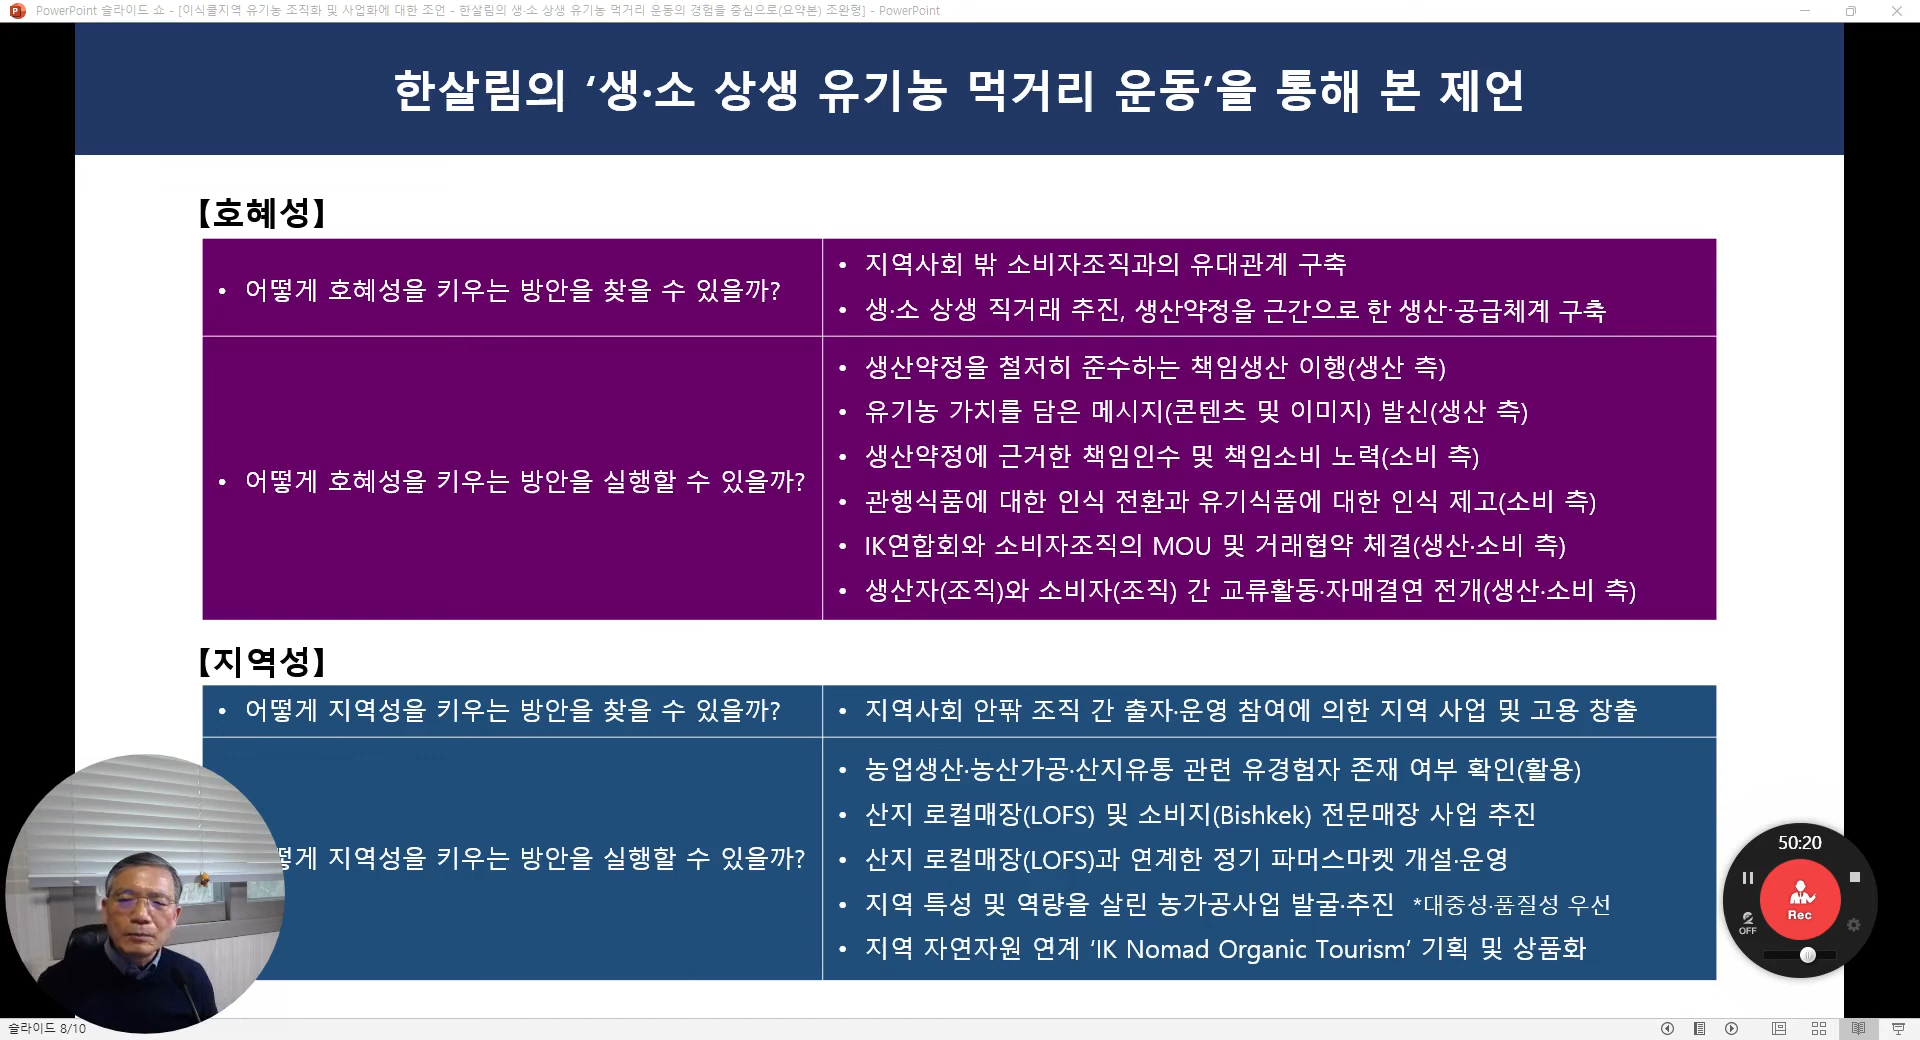 PowerPoint 슬라이드 쇼 - [이식쿨지역 유기농 조직화 및 사업화에 대한 조언 - 한살림의 생·소 상생 유기농 먹거리 운동의 경험을 중심으로(요약본) 조완형] - PowerPoint
한살림의 ‘생·소 상생 유기농 먹거리 운동’을 통해 본 제언
【호혜성】
• 어떻게 호혜성을 키우는 방안을 찾을 수 있을까?
• 지역사회 밖 소비자조직과의 유대관계 구축
• 생·소 상생 직거래 추진, 생산약정을 근간으로 한 생산·공급체계 구축
• 어떻게 호혜성을 키우는 방안을 실행할 수 있을까?
• 생산약정을 철저히 준수하는 책임생산 이행(생산 측)
• 유기농 가치를 담은 메시지(콘텐츠 및 이미지) 발신(생산 측)
• 생산약정에 근거한 책임인수 및 책임소비 노력(소비 측)
• 관행식품에 대한 인식 전환과 유기식품에 대한 인식 제고(소비 측)
• IK연합회와 소비자조직의 MOU 및 거래협약 체결(생산·소비 측)
• 생산자(조직)와 소비자(조직) 간 교류활동·자매결연 전개(생산·소비 측)
【지역성】
• 어떻게 지역성을 키우는 방안을 찾을 수 있을까?
• 지역사회 안팎 조직 간 출자·운영 참여에 의한 지역 사업 및 고용 창출
떻게 지역성을 키우는 방안을 실행할 수 있을까?
• 농업생산·농산가공·산지유통 관련 유경험자 존재 여부 확인(활용)
• 산지 로컬매장(LOFS) 및 소비지(Bishkek) 전문매장 사업 추진
• 산지 로컬매장(LOFS)과 연계한 정기 파머스마켓 개설·운영
• 지역 특성 및 역량을 살린 농가공사업 발굴·추진 *대중성·품질성 우선
• 지역 자연자원 연계 ‘IK Nomad Organic Tourism’ 기획 및 상품화
50:20
Rec
OFF
슬라이드 8/10